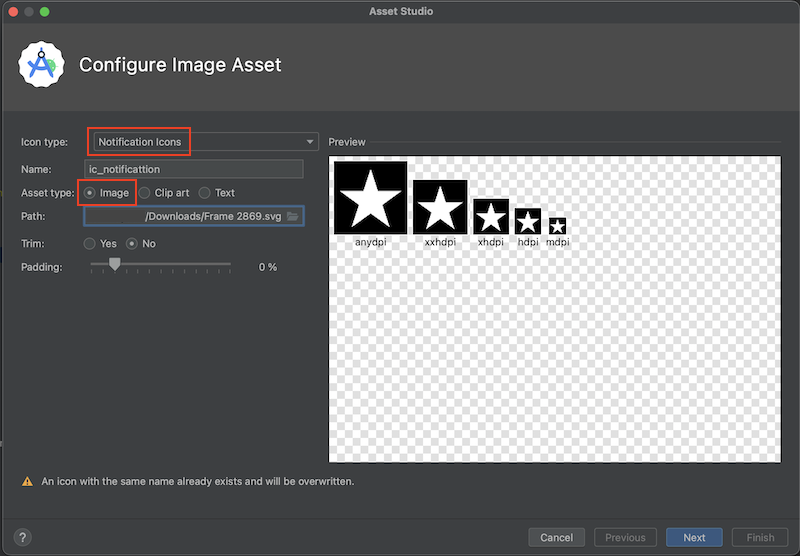 Asset Studio
Configure Image Asset
Icon type: Notification Icons
Name: ic_notificattion
Asset type: Image Clip art Text
Path: /Downloads/Frame 2869.svg
Trim: Yes No
Padding: 0 %
Preview
anydpi xxhdpi xhdpi hdpi mdpi
An icon with the same name already exists and will be overwritten.
? Cancel Previous Next Finish